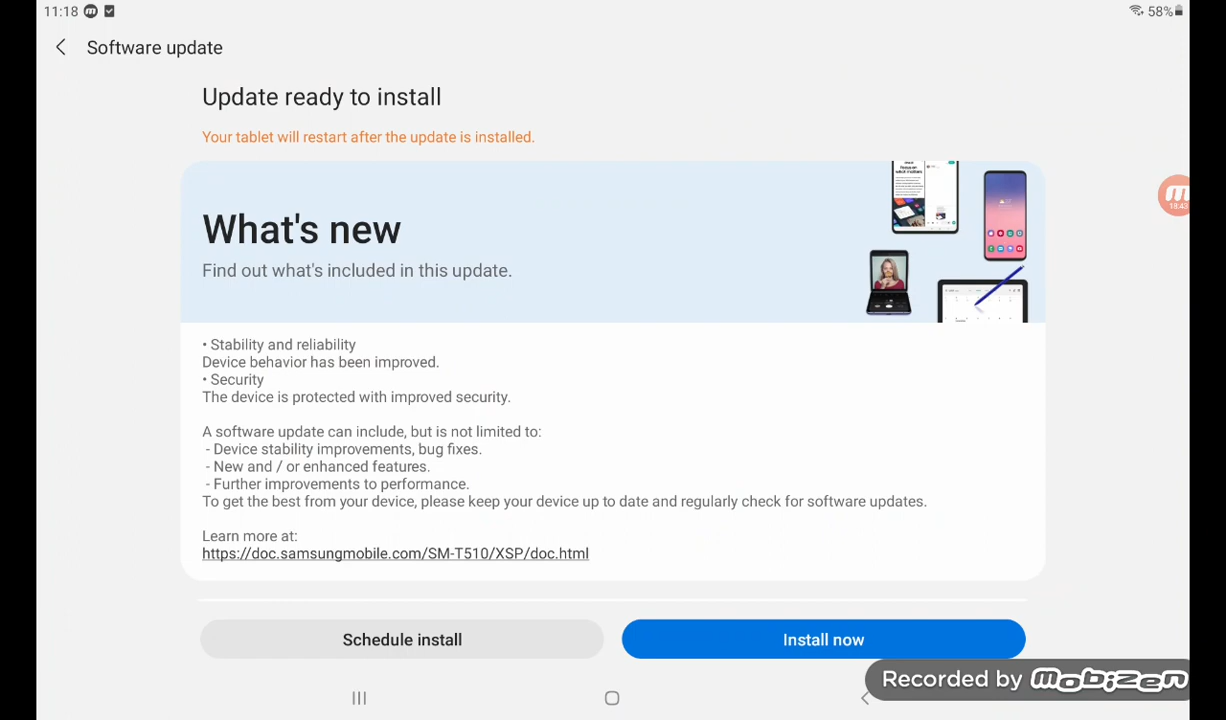 11:18
58%
Software update
Update ready to install
Your tablet will restart after the update is installed.
What's new
Find out what's included in this update.
18:43
• Stability and reliability
Device behavior has been improved.
• Security
The device is protected with improved security.
A software update can include, but is not limited to:
- Device stability improvements, bug fixes.
- New and / or enhanced features.
- Further improvements to performance.
To get the best from your device, please keep your device up to date and regularly check for software updates.
Learn more at:
https://doc.samsungmobile.com/SM-T510/XSP/doc.html
Schedule install
Install now
Recorded by mobizen